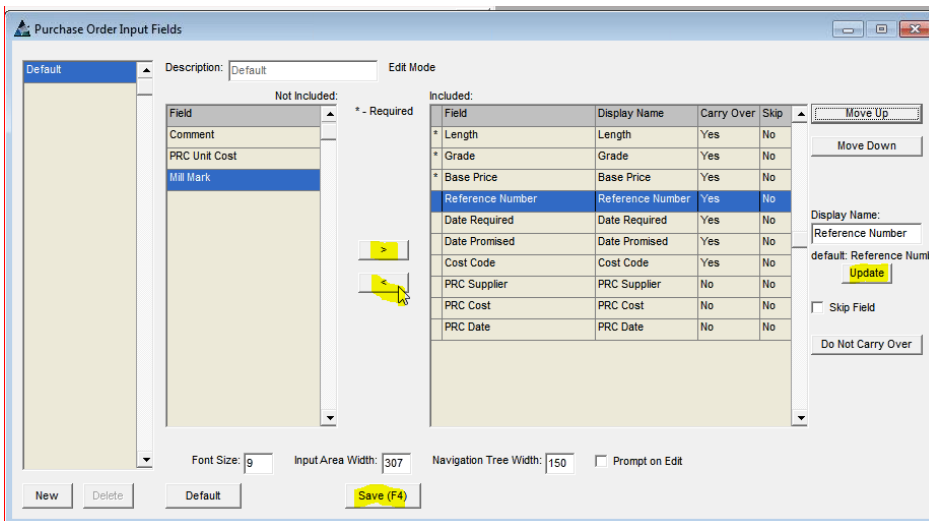 Purchase Order Input Fields
Default
Description: Default Edit Mode
Not Included:
Field
Comment
PRC Unit Cost
Mill Mark
* - Required
>
<
Included:
Field Display Name Carry Over Skip
* Length Length Yes No
* Grade Grade Yes No
* Base Price Base Price Yes No
Reference Number Reference Number Yes No
Date Required Date Required Yes No
Date Promised Date Promised Yes No
Cost Code Cost Code Yes No
PRC Supplier PRC Supplier No No
PRC Cost PRC Cost No No
PRC Date PRC Date No No
Move Up
Move Down
Display Name:
Reference Number
default: Reference Num
Update
Skip Field
Do Not Carry Over
Font Size: 9 Input Area Width: 307 Navigation Tree Width: 150 Prompt on Edit
New Delete Default Save (F4)